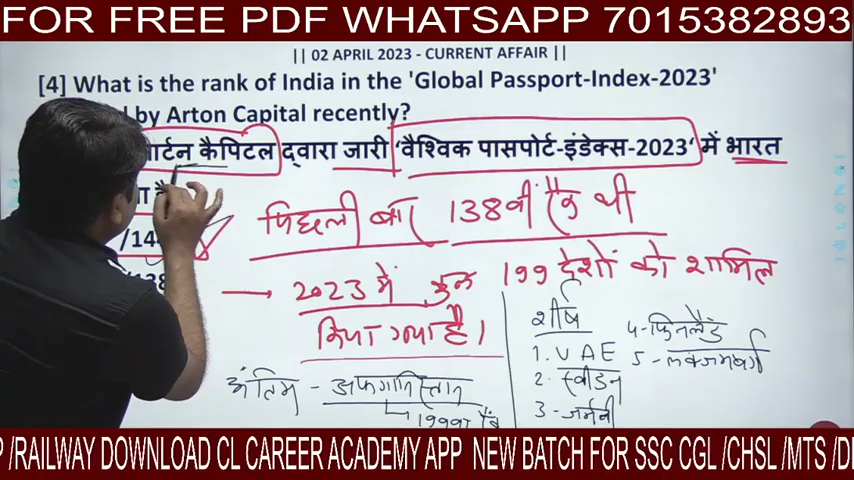 FOR FREE PDF WHATSAPP 7015382893
|| 02 APRIL 2023 - CURRENT AFFAIR ||
[4] What is the rank of India in the 'Global Passport-Index-2023'
by Arton Capital recently?
कैपिटल द्वारा जारी 'वैश्विक पासपोर्ट-इंडेक्स-2023' में भारत
पिछली बार 138वीं रैंक थी
2023 में कुल 199 देशों को शामिल
किया गया है।
अंतिम - अफगानिस्तान
शीर्ष
1. UAE
2. स्वीडन
3 - जर्मनी
4 - फिनलैंड
5 - लक्जमबर्ग
/RAILWAY DOWNLOAD CL CAREER ACADEMY APP NEW BATCH FOR SSC CGL /CHSL /MTS